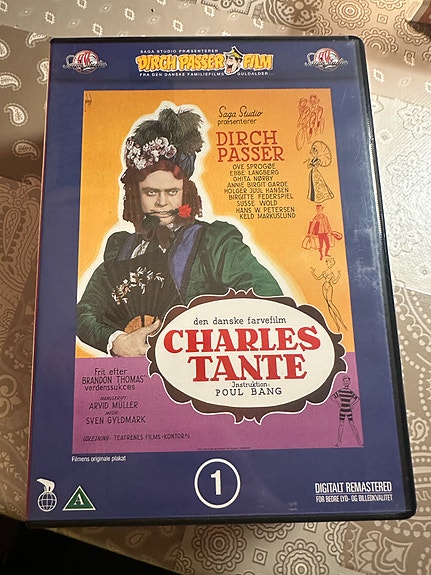 SAGA STUDIO PRÆSENTERER
DIRCH PASSER FILM
FRA DEN DANSKE FAMILIEFILMS GULDALDER...
Saga Studio
præsenterer
DIRCH
PASSER
OVE SPROGØE
EBBE LANGBERG
GHITA NØRBY
ANNIE BIRGIT GARDE
HOLGER JUUL HANSEN
BIRGITTE FEDERSPIEL
SUSSE WOLD
HANS W. PETERSEN
KELD MARKUSLUND
den danske farvefilm
CHARLES
TANTE
Instruktion:
POUL BANG
Frit efter
BRANDON THOMAS'
verdenssukces
MANUSKRIPT:
ARVID MÜLLER
MUSIK:
SVEN GYLDMARK
UDLEJNING: TEATRENES FILMS-KONTOR A/S
Filmens originale plakat
1
A
DIGITALT REMASTERED
FOR BEDRE LYD- OG BILLEDKVALITET